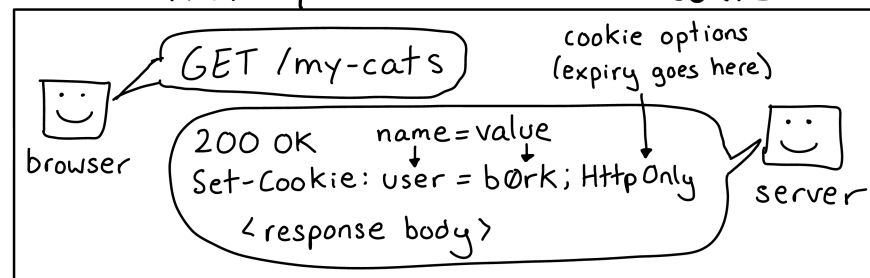 GET /my-cats
cookie options
(expiry goes here)
browser
200 OK name=value
Set-Cookie: user = b0rk; HttpOnly
<response body>
server